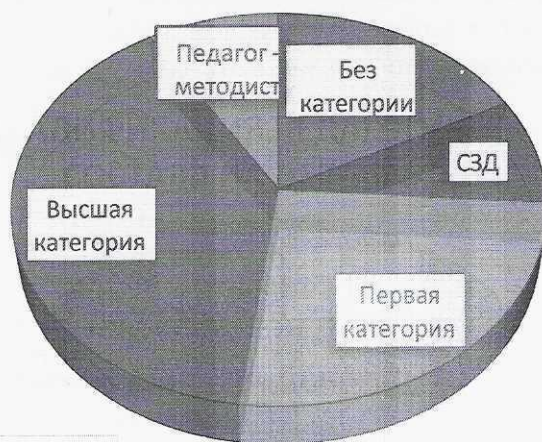 Педагог -
методист
Без
категории
СЗД
Высшая
категория
Первая
категория